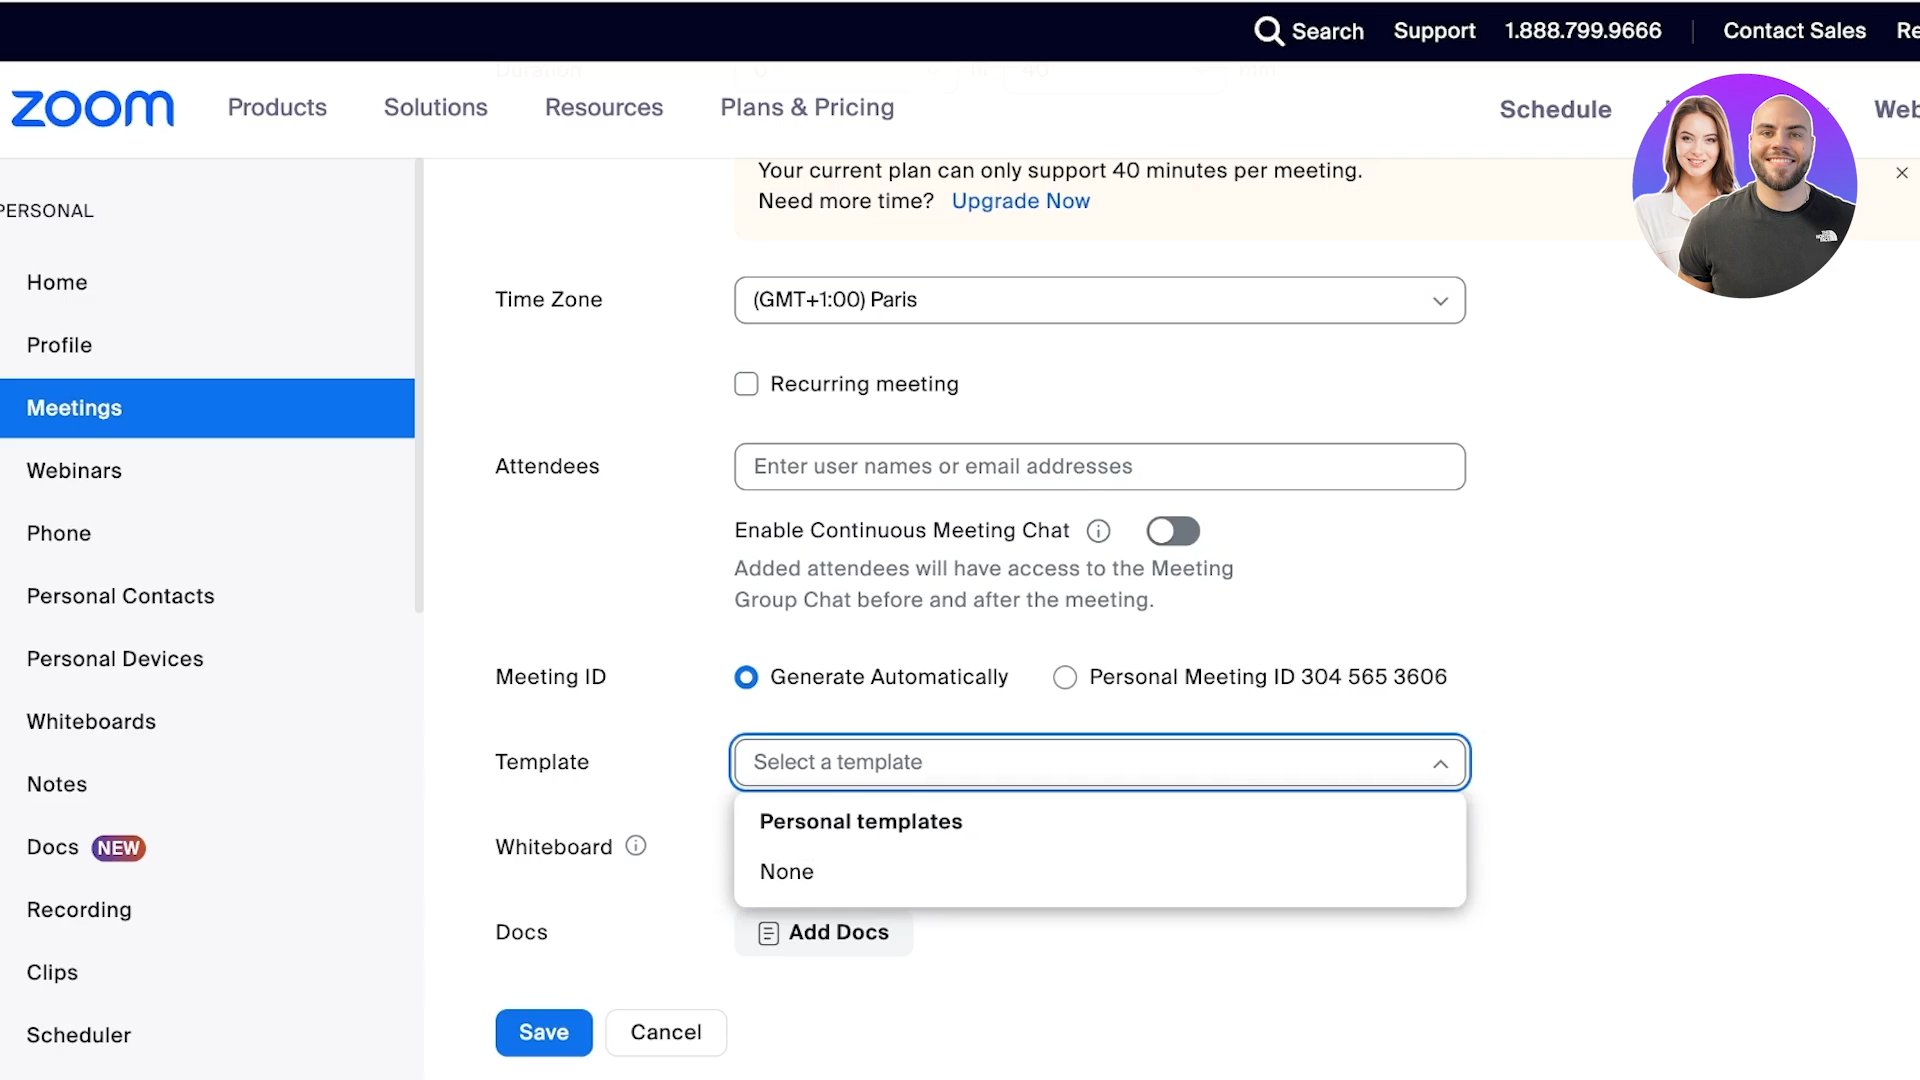 Search
Support
1.888.799.9666
Contact Sales
zoom
Products
Solutions
Resources
Plans & Pricing
Schedule
PERSONAL
Home
Profile
Meetings
Webinars
Phone
Personal Contacts
Personal Devices
Whiteboards
Notes
Docs NEW
Recording
Clips
Scheduler
Duration
Your current plan can only support 40 minutes per meeting.
Need more time? Upgrade Now
Time Zone
(GMT+1:00) Paris
Recurring meeting
Attendees
Enter user names or email addresses
Enable Continuous Meeting Chat
Added attendees will have access to the Meeting
Group Chat before and after the meeting.
Meeting ID
Generate Automatically
Personal Meeting ID 304 565 3606
Template
Select a template
Personal templates
None
Whiteboard
Docs
Add Docs
Save
Cancel